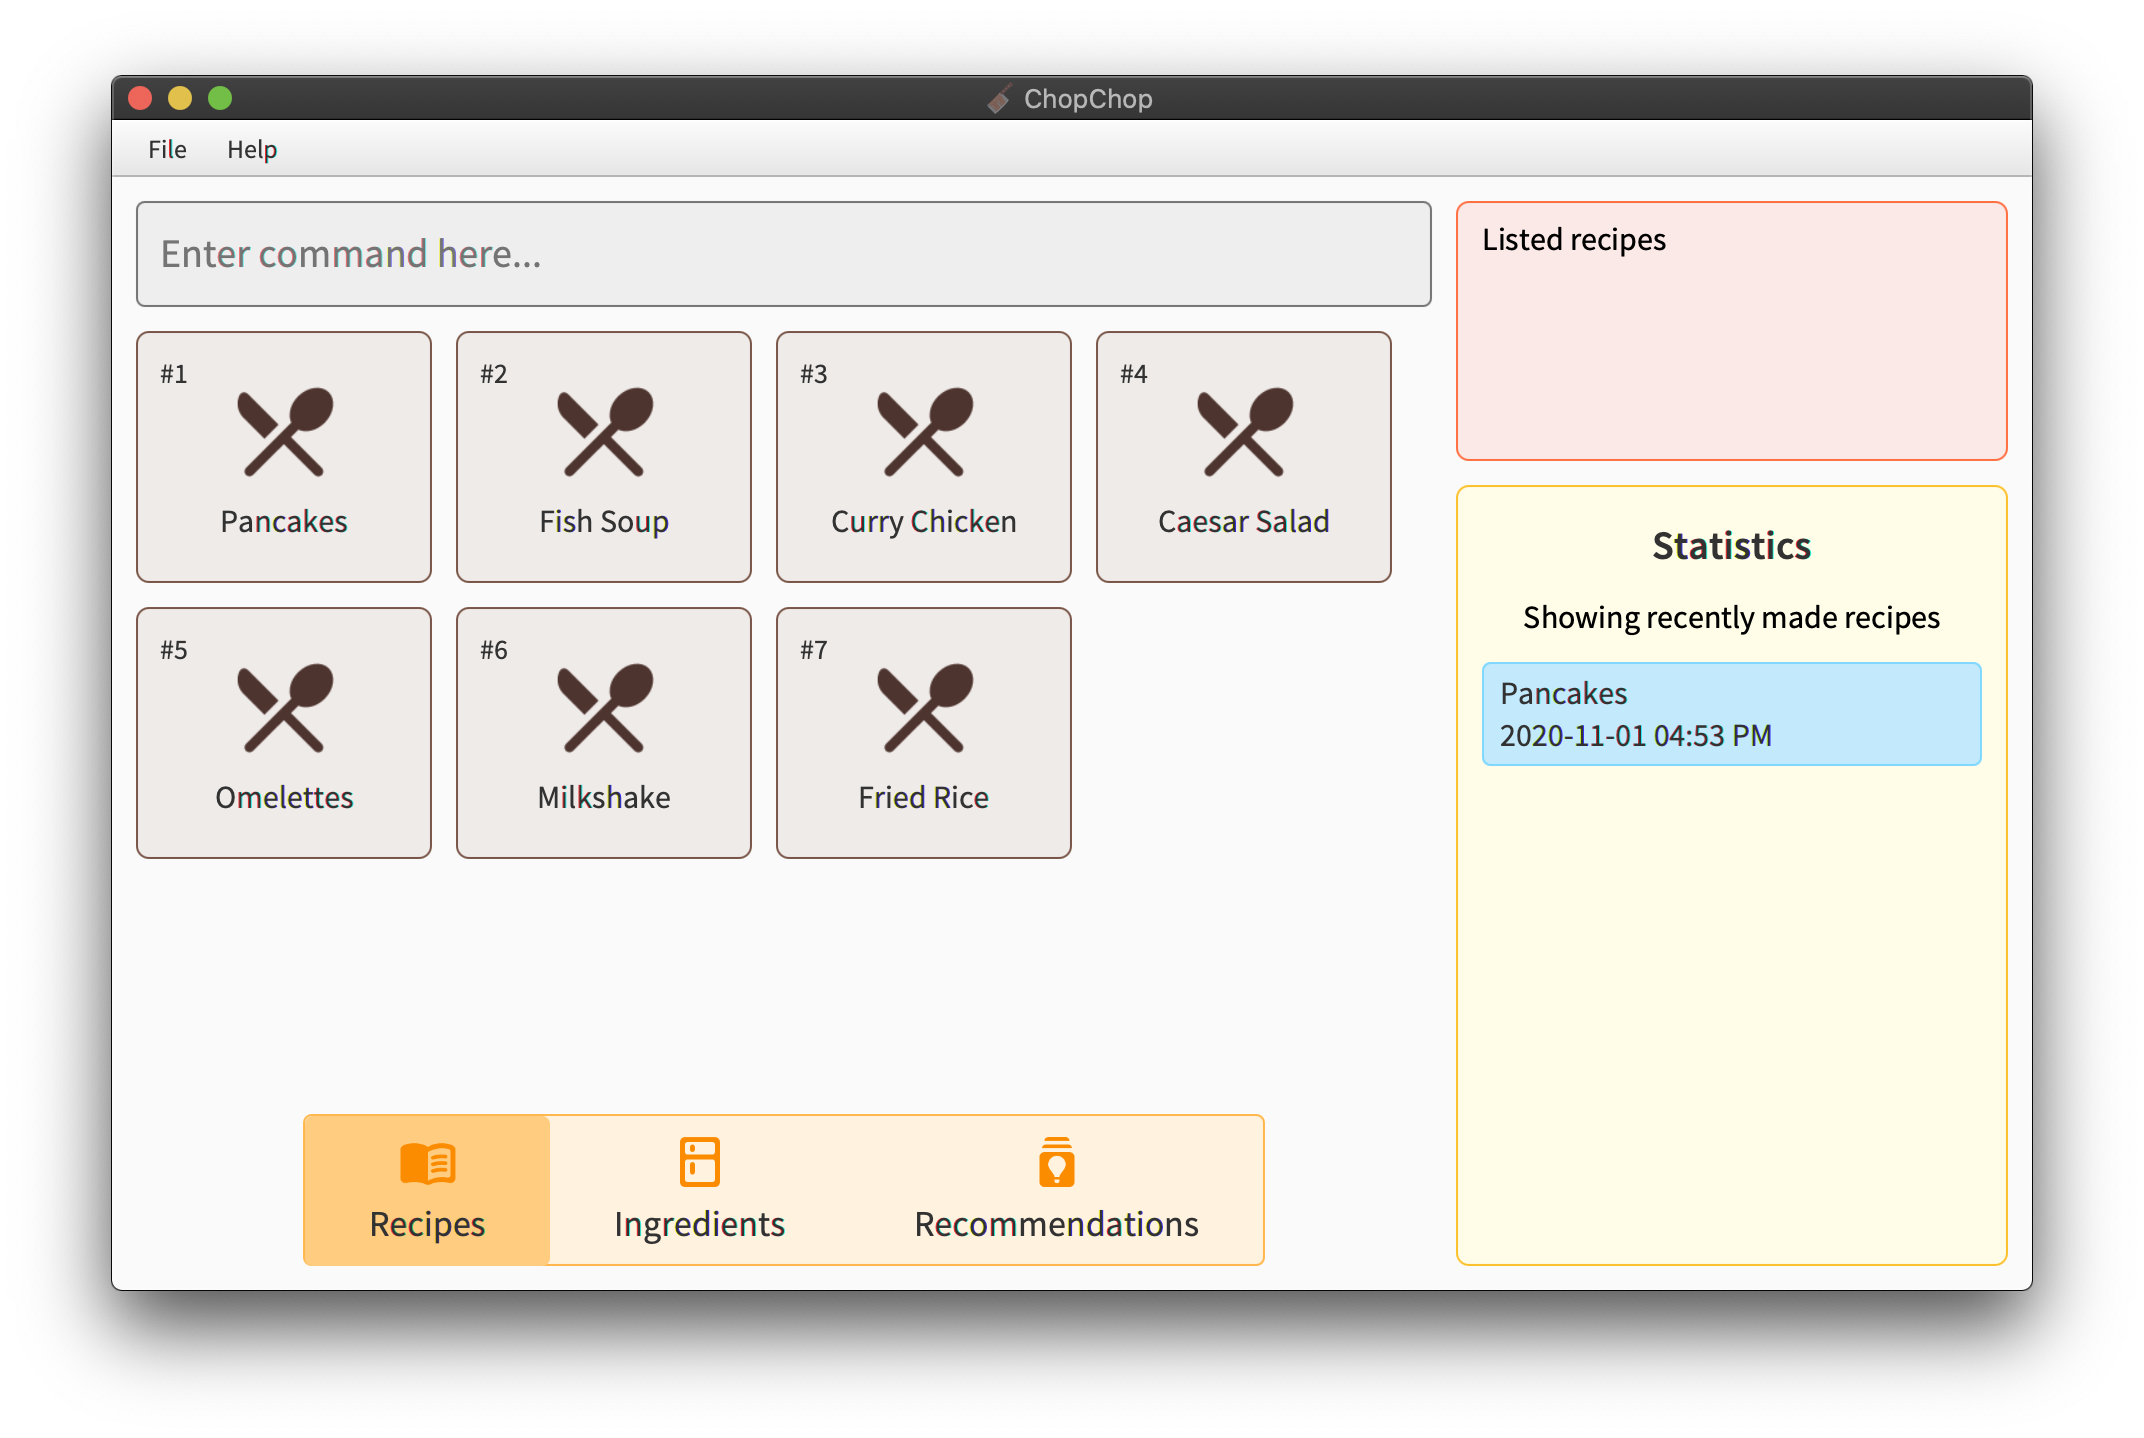 ChopChop
File
Help
Enter command here...
Listed recipes
#1
Pancakes
#2
Fish Soup
#3
Curry Chicken
#4
Caesar Salad
#5
Omelettes
#6
Milkshake
#7
Fried Rice
Statistics
Showing recently made recipes
Pancakes
2020-11-01 04:53 PM
Recipes
Ingredients
Recommendations